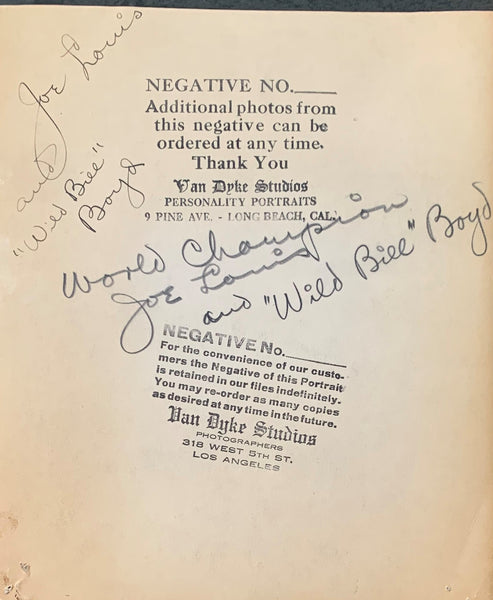 Joe Louis
and
"Wild Bill"
Boyd
NEGATIVE NO.____
Additional photos from
this negative can be
ordered at any time.
Thank You
Van Dyke Studios
PERSONALITY PORTRAITS
9 PINE AVE. - LONG BEACH, CAL.
World Champion
Joe Louis
and "Wild Bill" Boyd
NEGATIVE No.________
For the convenience of our custo-
mers the Negative of this Portrait
is retained in our files indefinitely.
You may re-order as many copies
as desired at any time in the future.
Van Dyke Studios
PHOTOGRAPHERS
318 WEST 5TH ST.
LOS ANGELES